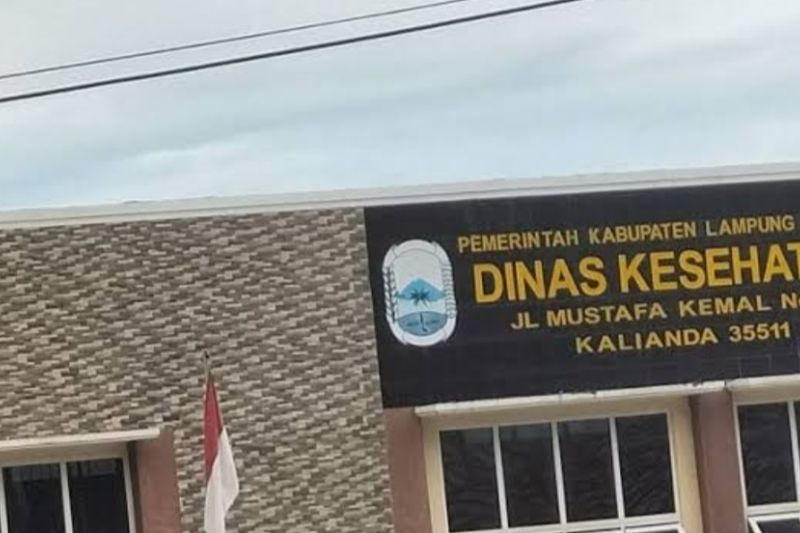 PEMERINTAH KABUPATEN LAMPUNG
DINAS KESEHAT
JL MUSTAFA KEMAL N
KALIANDA 35511